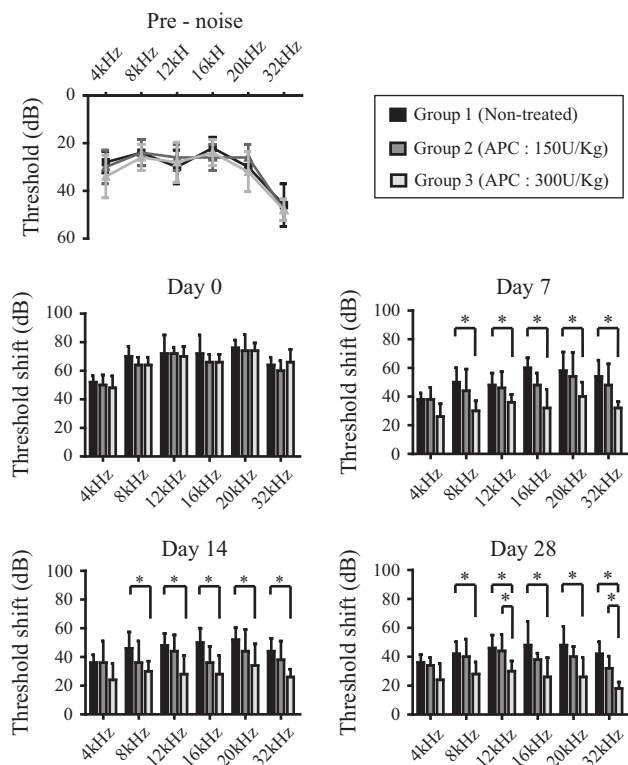 Pre - noise
4kHz
8kHz
12kH
16kH
20kHz
32kHz
Threshold (dB)
0
20
40
60
Group 1 (Non-treated)
Group 2 (APC : 150U/Kg)
Group 3 (APC : 300U/Kg)
Day 0
Threshold shift (dB)
100
80
60
40
20
0
4kHz
8kHz
12kHz
16kHz
20kHz
32kHz
Day 7
Threshold shift (dB)
100
80
60
40
20
0
* * * * *
4kHz
8kHz
12kHz
16kHz
20kHz
32kHz
Day 14
Threshold shift (dB)
100
80
60
40
20
0
* * * * *
4kHz
8kHz
12kHz
16kHz
20kHz
32kHz
Day 28
Threshold shift (dB)
100
80
60
40
20
0
* * * * *
* *
4kHz
8kHz
12kHz
16kHz
20kHz
32kHz